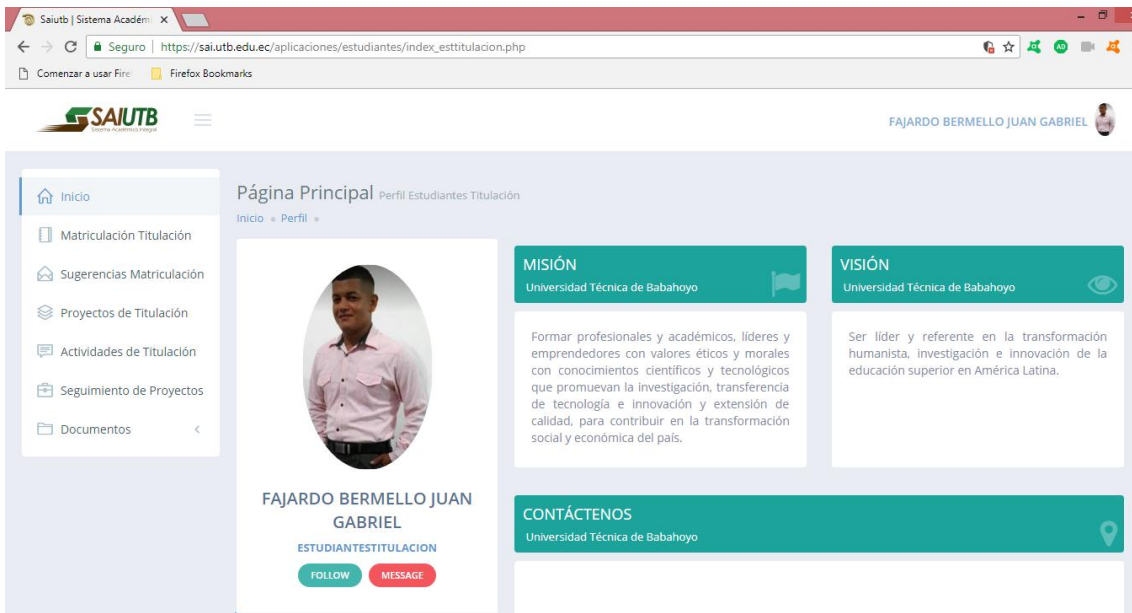 Saiutb | Sistema Académi
Seguro | https://sai.utb.edu.ec/aplicaciones/estudiantes/index_esttitulacion.php
Comenzar a usar Fire
Firefox Bookmarks
SAIUTB
Sistema Académico Integral
FAJARDO BERMELLO JUAN GABRIEL
Inicio
Matriculación Titulación
Sugerencias Matriculación
Proyectos de Titulación
Actividades de Titulación
Seguimiento de Proyectos
Documentos
Página Principal Perfil Estudiantes Titulación
Inicio Perfil
FAJARDO BERMELLO JUAN
GABRIEL
ESTUDIANTESTITULACION
FOLLOW MESSAGE
MISIÓN
Universidad Técnica de Babahoyo
Formar profesionales y académicos, líderes y
emprendedores con valores éticos y morales
con conocimientos científicos y tecnológicos
que promuevan la investigación, transferencia
de tecnología e innovación y extensión de
calidad, para contribuir en la transformación
social y económica del país.
VISIÓN
Universidad Técnica de Babahoyo
Ser líder y referente en la transformación
humanista, investigación e innovación de la
educación superior en América Latina.
CONTÁCTENOS
Universidad Técnica de Babahoyo